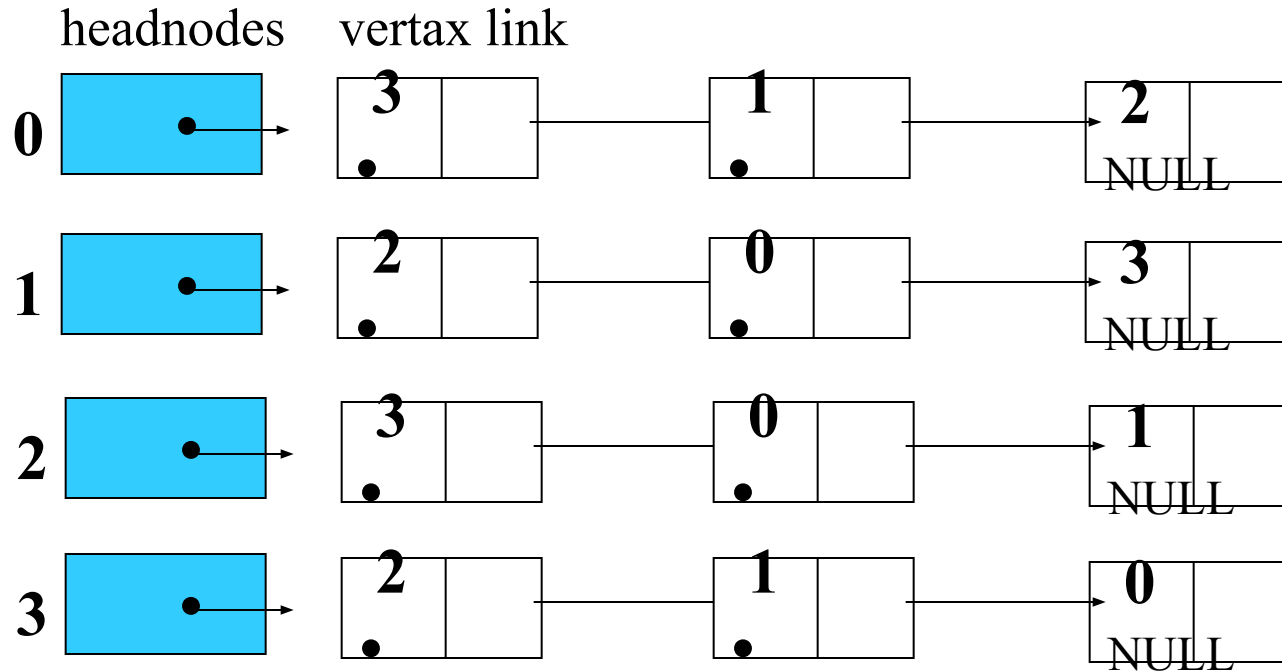 headnodes vertax link
0 3 1 2
NULL
1 2 0 3
NULL
2 3 0 1
NULL
3 2 1 0
NULL